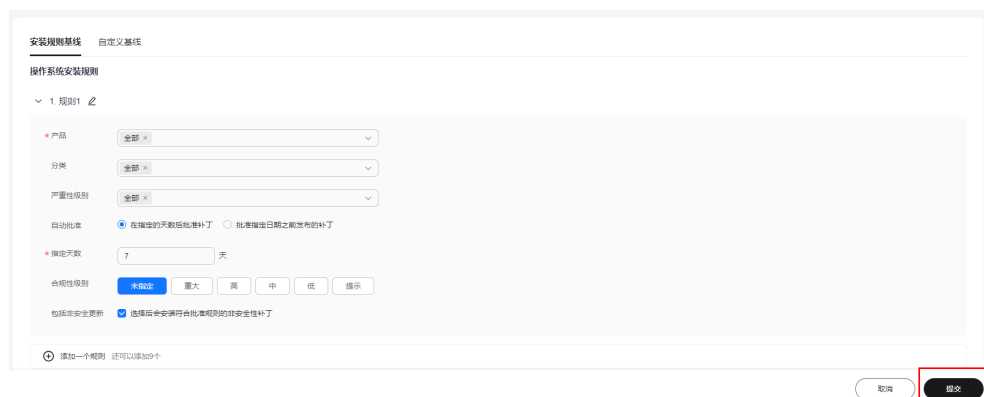 安装规则基线 自定义基线
操作系统安装规则
1. 规则1
* 产品 全部 ×
分类 全部 ×
严重性级别 全部 ×
自动批准 在指定的天数后批准补丁 批准指定日期之前发布的补丁
* 指定天数 7 天
合规性级别 未指定 重大 高 中 低 提示
包括非安全更新 选择后会安装符合批准规则的非安全性补丁
添加一个规则 还可以添加9个
取消 提交